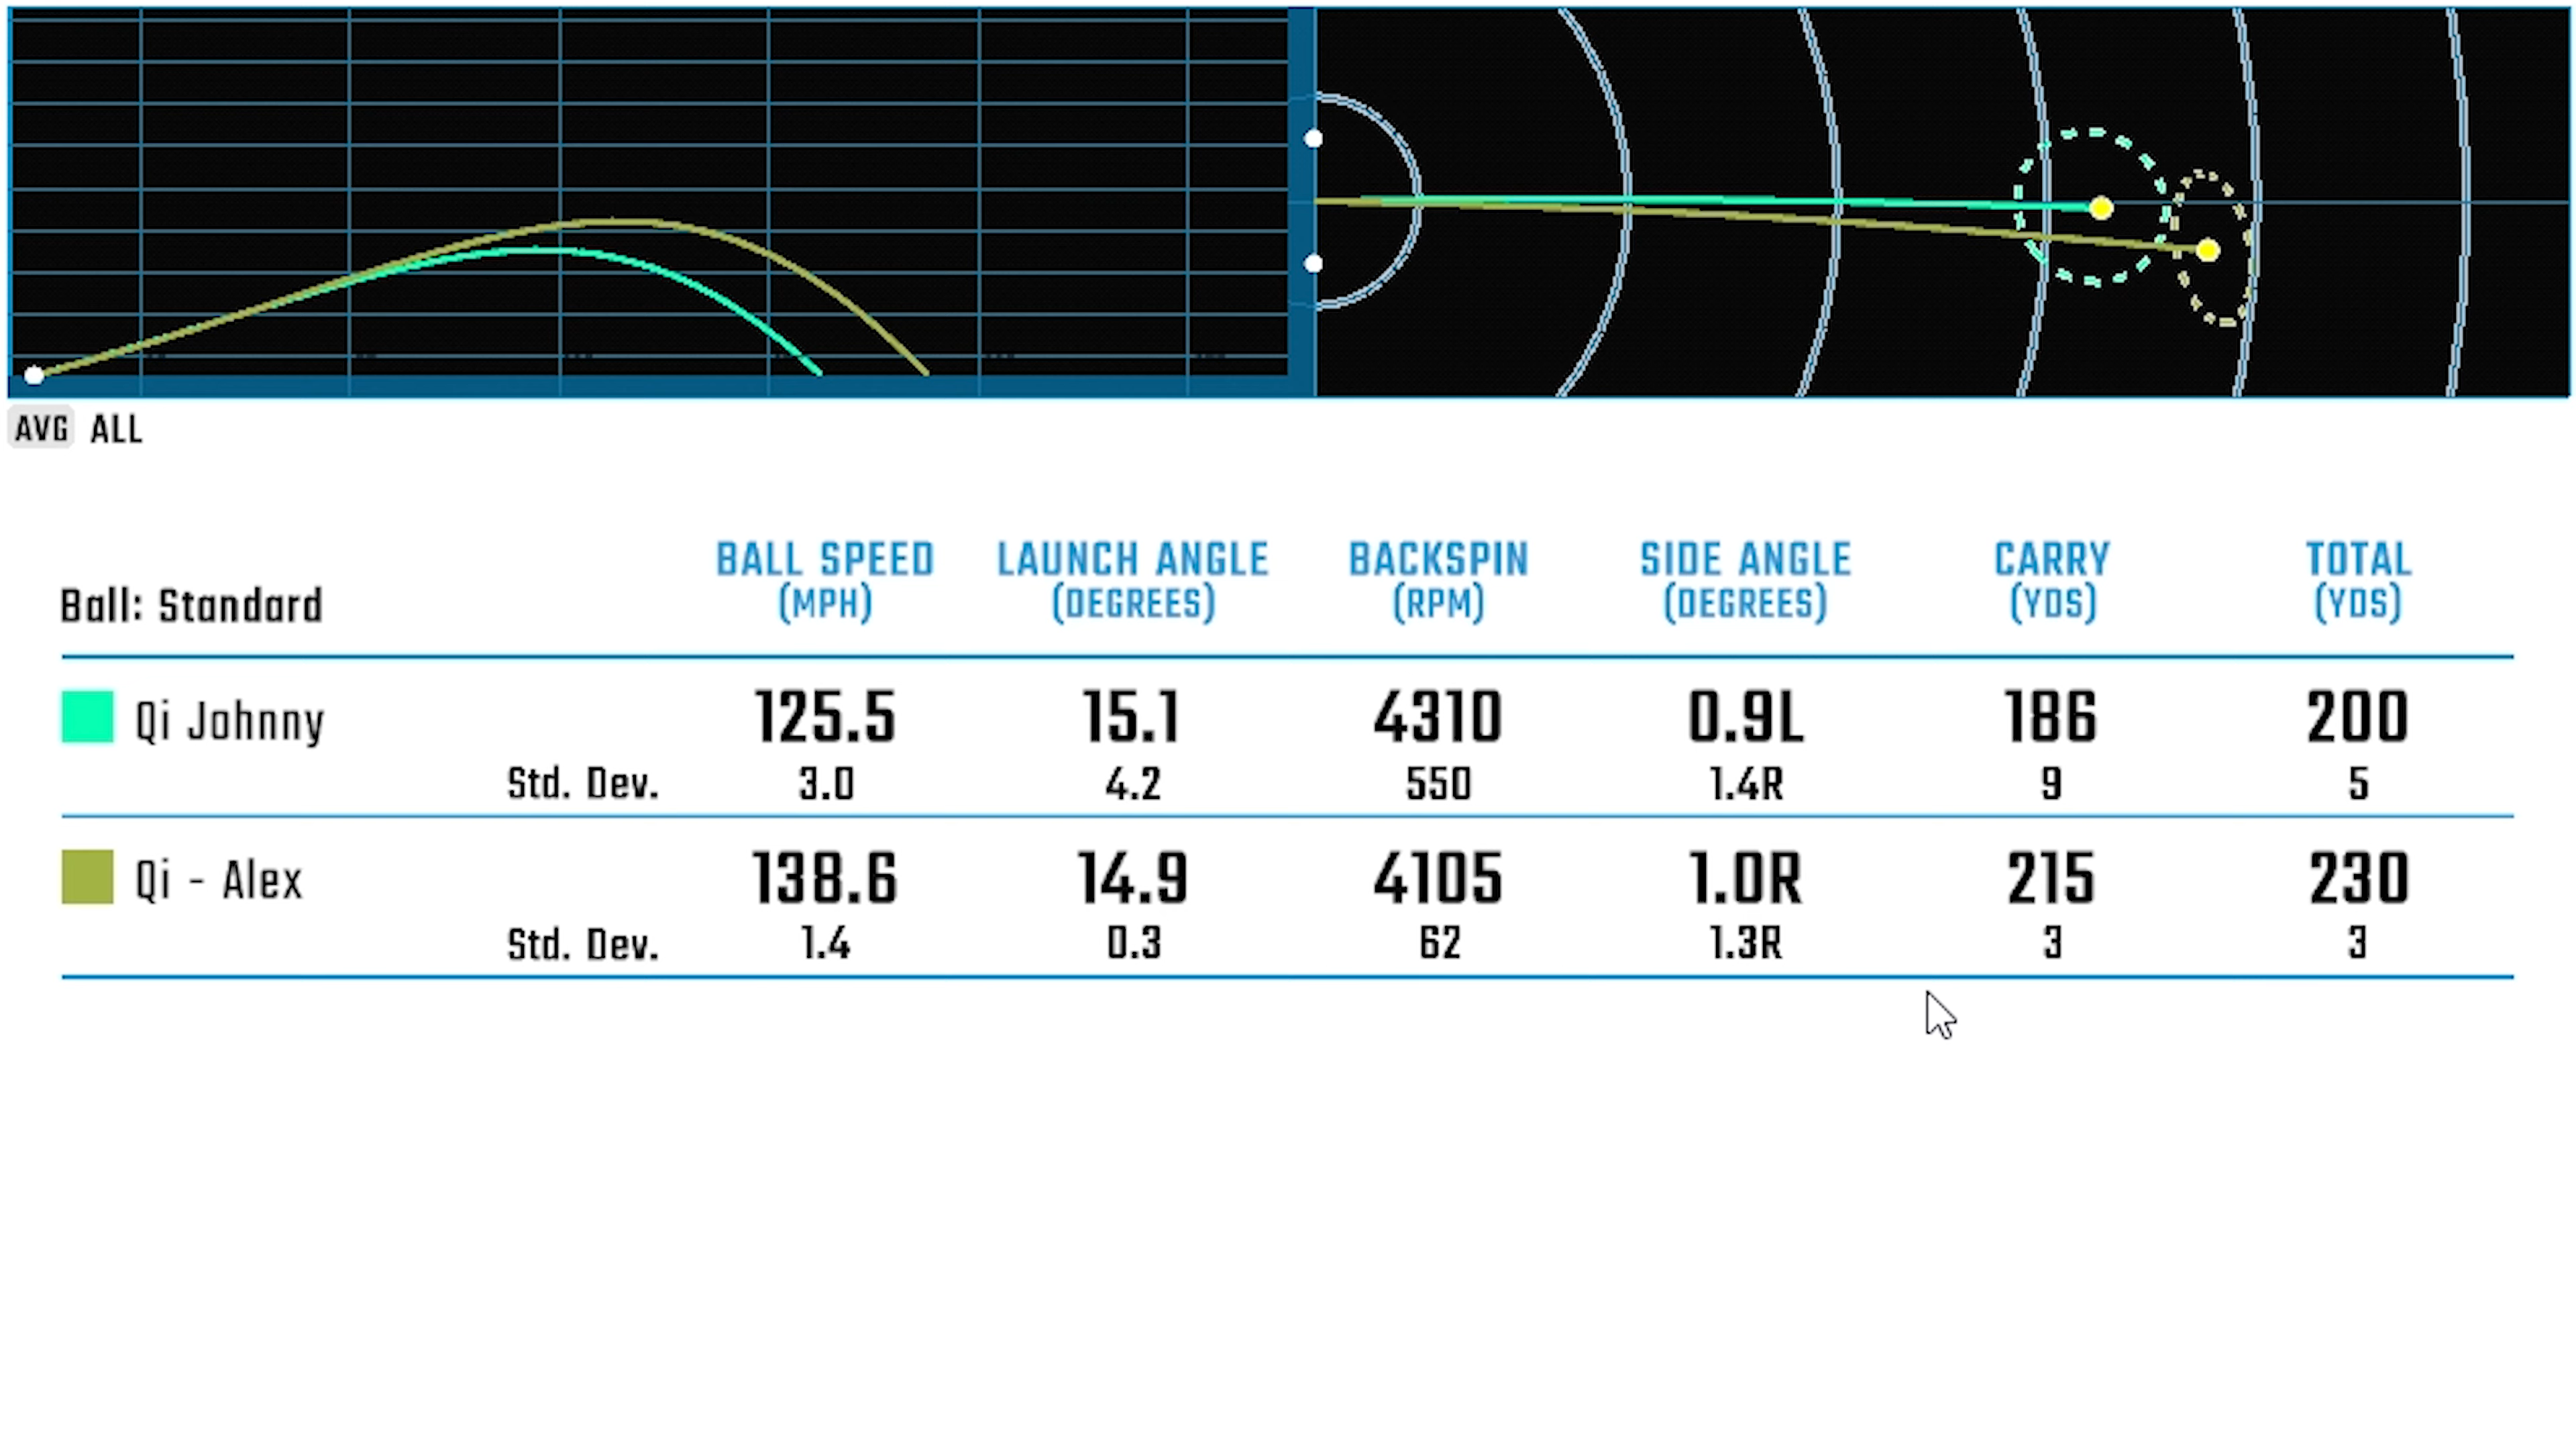 AVG ALL
BALL SPEED LAUNCH ANGLE BACKSPIN SIDE ANGLE CARRY TOTAL
Ball: Standard (MPH) (DEGREES) (RPM) (DEGREES) (YDS) (YDS)
Qi Johnny 125.5 15.1 4310 0.9L 186 200
Std. Dev. 3.0 4.2 550 1.4R 9 5
Qi - Alex 138.6 14.9 4105 1.0R 215 230
Std. Dev. 1.4 0.3 62 1.3R 3 3